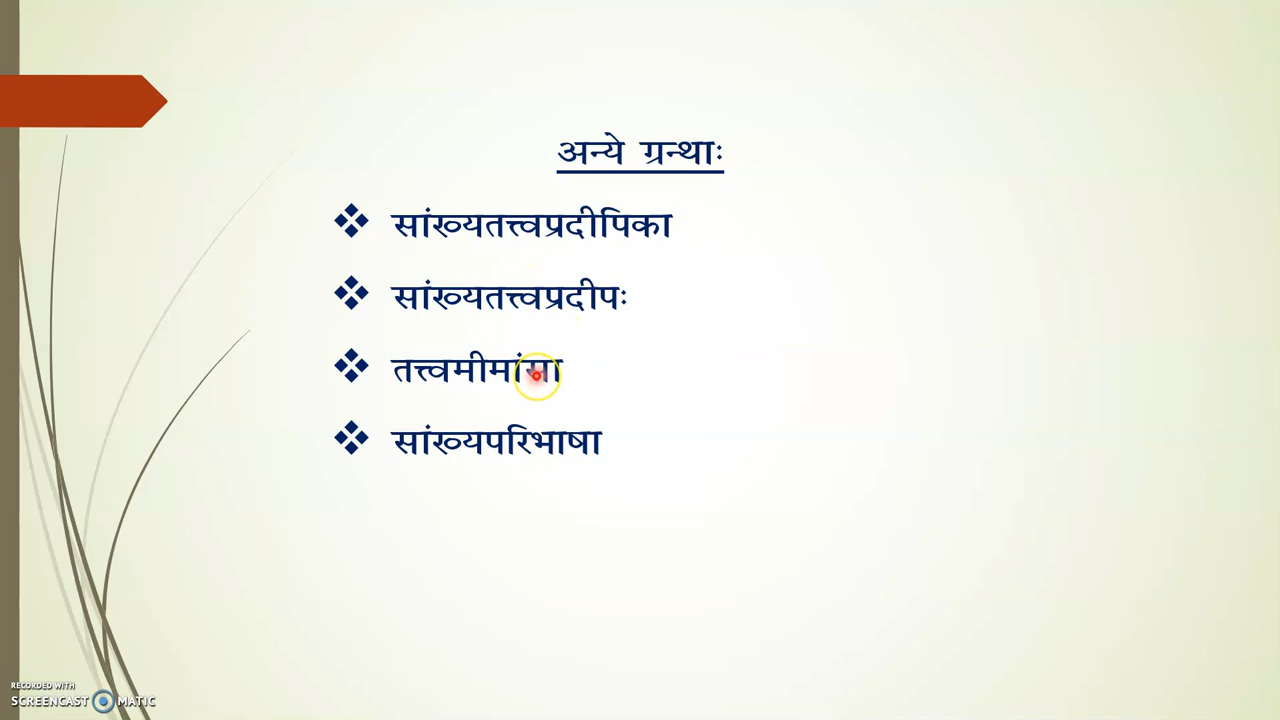 अन्ये ग्रन्थाः
सांख्यतत्त्वप्रदीपिका
सांख्यतत्त्वप्रदीपः
तत्त्वमीमांसा
सांख्यपरिभाषा
RECORDED WITH
SCREENCAST MATIC